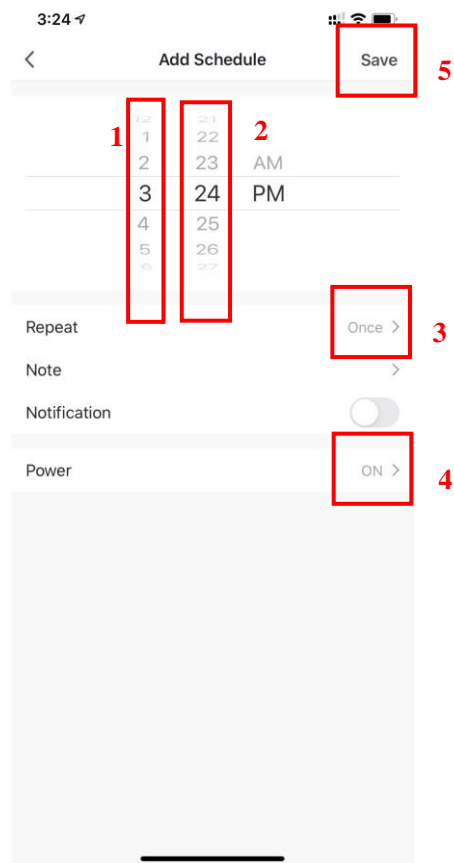 3:24
Add Schedule Save 5
12 21
1 1 22 2
2 23 AM
3 24 PM
4 25
5 26
6 27
Repeat Once 3
Note
Notification
Power ON 4